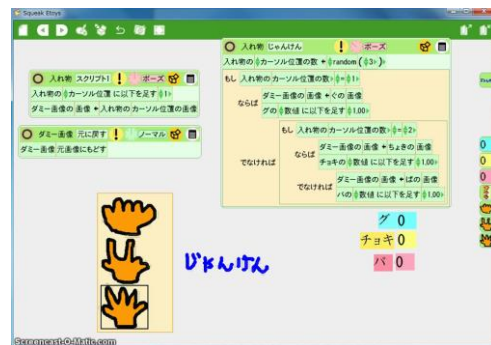 Squeak Etoys
入れ物 スクリプト1 ! ポーズ
入れ物のカーソル位置 に以下を足す 1
ダミー画像の 画像 ←入れ物のカーソル位置の画像
ダミー画像 元に戻す ! ノーマル
ダミー画像 元画像にもどす
入れ物 じゃんけん ! ポーズ
入れ物の カーソル位置の数 ← random ( 3 )
もし 入れ物の カーソル位置の数 = 1
ならば ダミー画像の 画像 ←ぐの 画像
グの 数値 に以下を足す 1.00
でなければ もし 入れ物の カーソル位置の数 = 2
ならば ダミー画像の 画像 ←ちょきの 画像
チョキの 数値 に以下を足す 1.00
でなければ ダミー画像の 画像 ←ぱの 画像
パの 数値 に以下を足す 1.00
グ 0
チョキ 0
パ 0
じゃんけん
0
0
0
Screencast-O-Matic.com